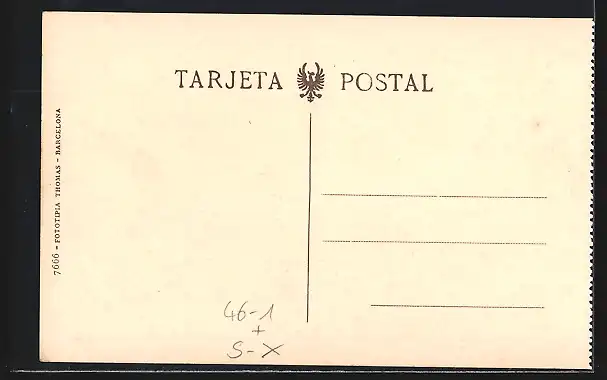 TARJETA POSTAL
7666 - FOTOTIPIA THOMAS - BARCELONA
46-1
+
S-X